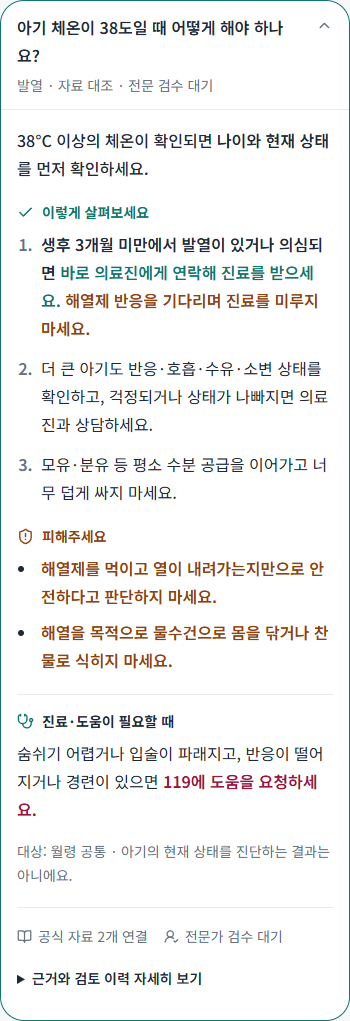 아기 체온이 38도일 때 어떻게 해야 하나
요?
발열 · 자료 대조 · 전문 검수 대기
38°C 이상의 체온이 확인되면 나이와 현재 상태
를 먼저 확인하세요.
이렇게 살펴보세요
1. 생후 3개월 미만에서 발열이 있거나 의심되
면 바로 의료진에게 연락해 진료를 받으세
요. 해열제 반응을 기다리며 진료를 미루지
마세요.
2. 더 큰 아기도 반응·호흡·수유·소변 상태를
확인하고, 걱정되거나 상태가 나빠지면 의료
진과 상담하세요.
3. 모유·분유 등 평소 수분 공급을 이어가고 너
무 덥게 싸지 마세요.
피해주세요
• 해열제를 먹이고 열이 내려가는지만으로 안
전하다고 판단하지 마세요.
• 해열을 목적으로 물수건으로 몸을 닦거나 찬
물로 식히지 마세요.
진료·도움이 필요할 때
숨쉬기 어렵거나 입술이 파래지고, 반응이 떨어
지거나 경련이 있으면 119에 도움을 요청하세
요.
대상: 월령 공통 · 아기의 현재 상태를 진단하는 결과는
아니에요.
공식 자료 2개 연결 전문가 검수 대기
▶ 근거와 검토 이력 자세히 보기